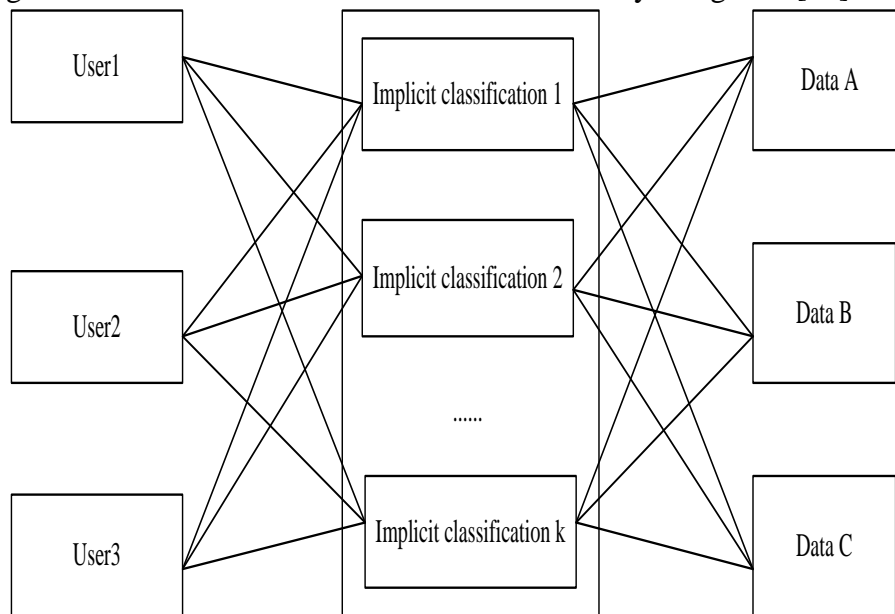 User1
Implicit classification 1
Data A
User2
Implicit classification 2
Data B
......
User3
Implicit classification k
Data C